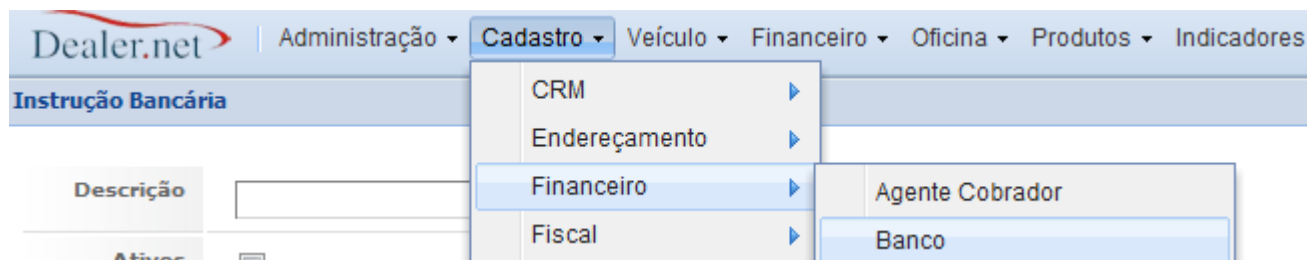 Dealer.net Administração Cadastro Veículo Financeiro Oficina Produtos Indicadores
Instrução Bancária
CRM
Endereçamento
Descrição Financeiro Agente Cobrador
Fiscal Banco
Ativos